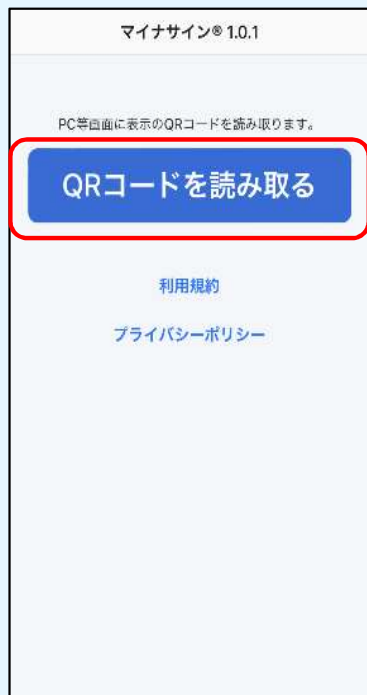 マイナサイン® 1.0.1
PC等画面に表示のQRコードを読み取ります。
QRコードを読み取る
利用規約
プライバシーポリシー